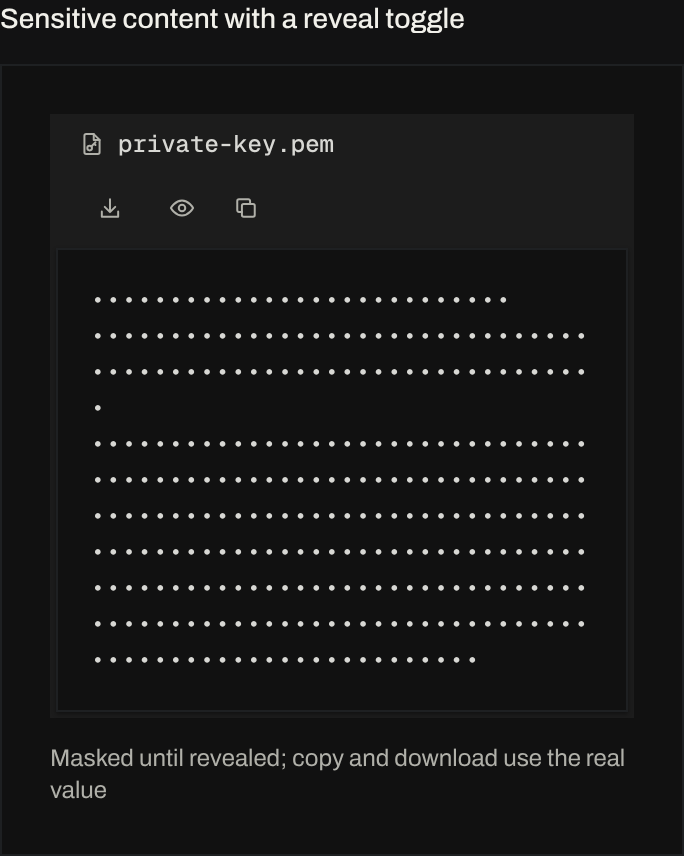 Sensitive content with a reveal toggle
private-key.pem
•••••••••••••••••••••••••••
••••••••••••••••••••••••••••••••
••••••••••••••••••••••••••••••••
•
••••••••••••••••••••••••••••••••
••••••••••••••••••••••••••••••••
••••••••••••••••••••••••••••••••
••••••••••••••••••••••••••••••••
••••••••••••••••••••••••••••••••
••••••••••••••••••••••••••••••••
•••••••••••••••••••••••••
Masked until revealed; copy and download use the real
value